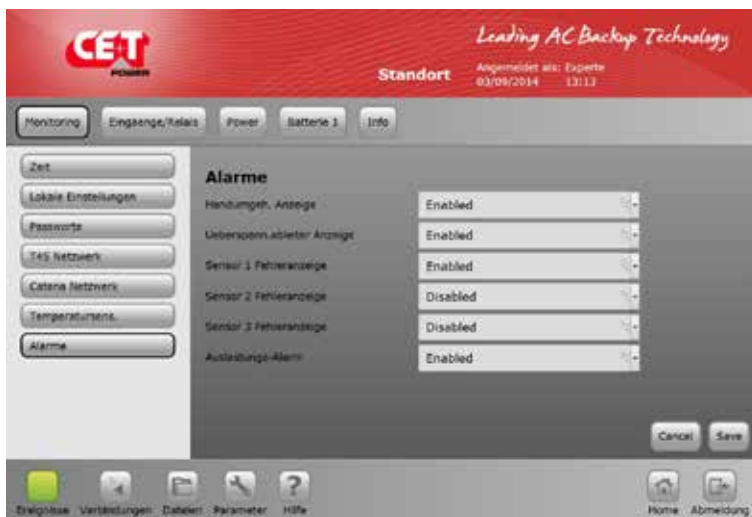 CE+T
POWER
Leading AC Backup Technology
Standort
Angemeldet als: Experte
03/09/2014 13:13
Monitoring Eingaenge/Relais Power Batterie 1 Info
Zeit
Lokale Einstellungen
Passworte
T4S Netzwerk
Catena Netzwerk
Temperatursens.
Alarme
Alarme
Handumgeh. Anzeige Enabled
Ueberspann.ableiter Anzeige Enabled
Sensor 1 Fehleranzeige Enabled
Sensor 2 Fehleranzeige Disabled
Sensor 3 Fehleranzeige Disabled
Auslastungs-Alarm Enabled
Cancel Save
Ereignisse Verbindungen Dateien Parameter Hilfe Home Abmeldung